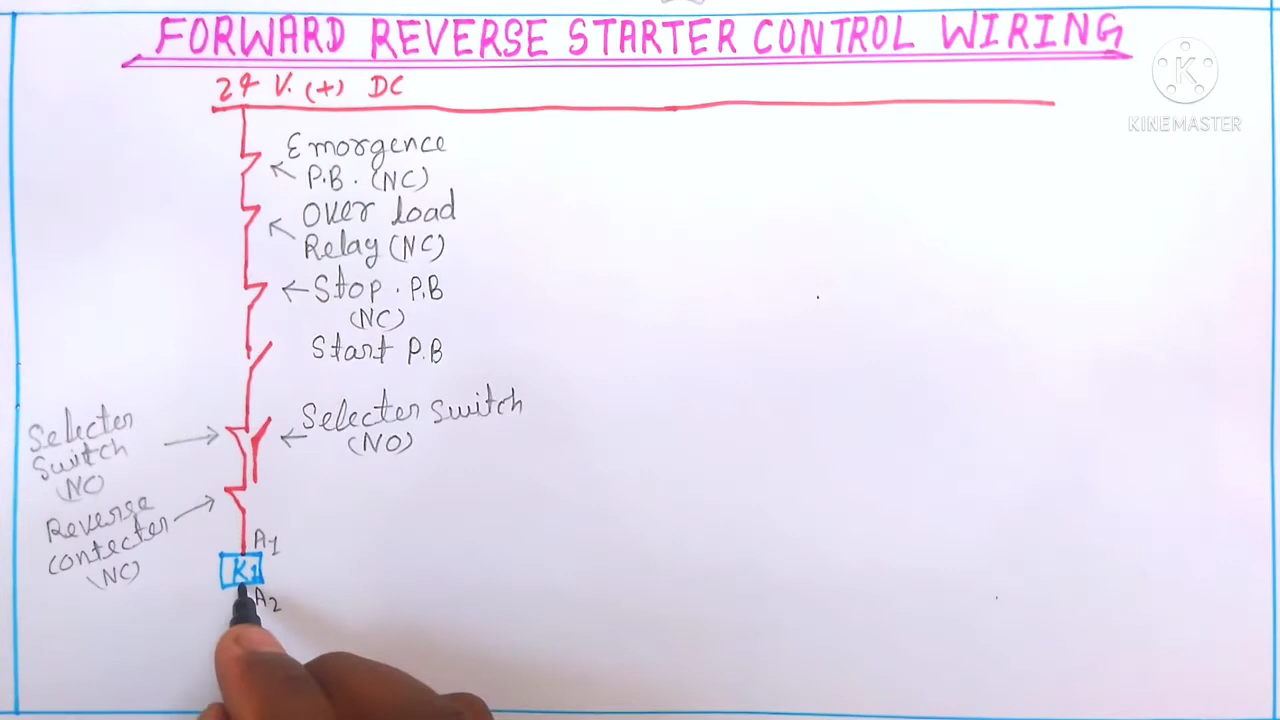 FORWARD REVERSE STARTER CONTROL WIRING
24 V. (+) DC
K
KINEMASTER
Emorgence
P.B. (NC)
Over load
Relay (NC)
Stop . P.B
(NC)
Start P.B
Selecter Switch
(NO)
Selecter
Switch
(NC
Reverse
contecter
(NC)
A1
K1
A2